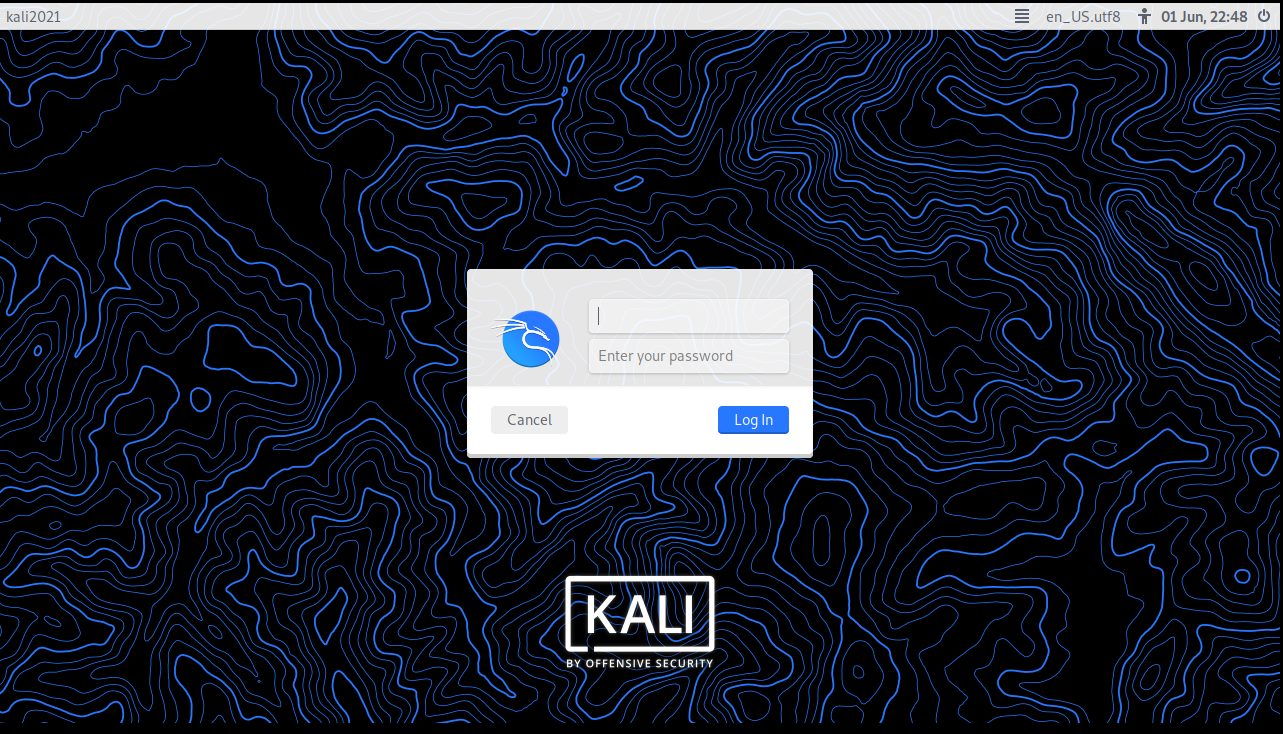 kali2021
en_US.utf8 01 Jun, 22:48
Enter your password
Cancel Log In
KALI
BY OFFENSIVE SECURITY